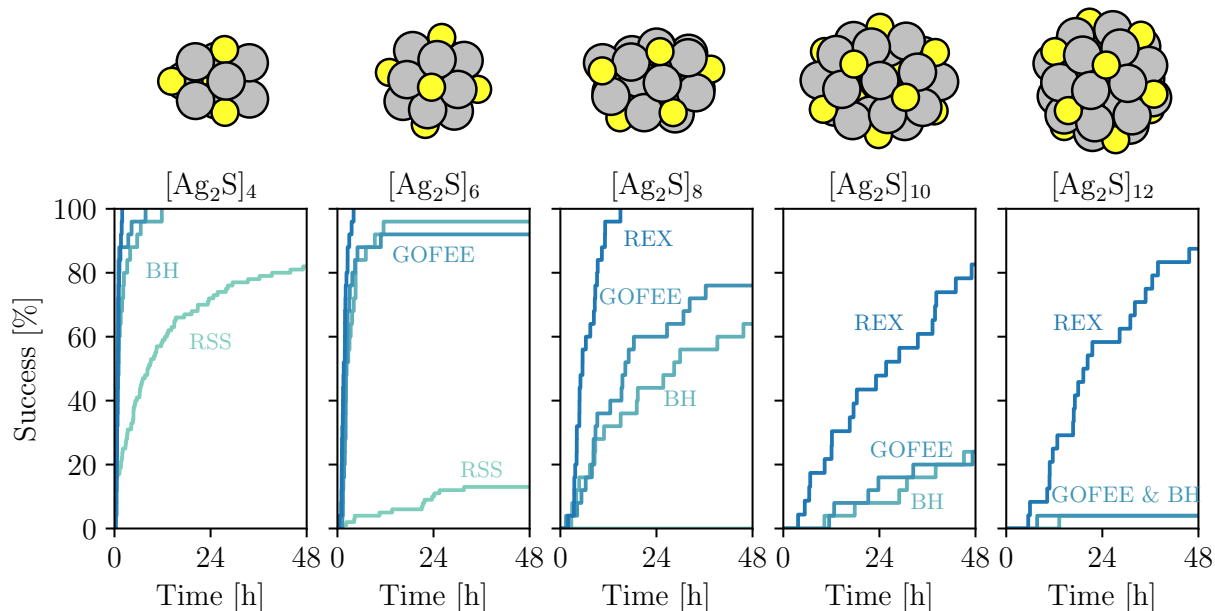 [Ag₂S]₄ [Ag₂S]₆ [Ag₂S]₈ [Ag₂S]₁₀ [Ag₂S]₁₂
Success [%]
100
80
60
40
20
0
BH
RSS
0 24 48
Time [h]
GOFEE
RSS
0 24 48
Time [h]
REX
GOFEE
BH
0 24 48
Time [h]
REX
GOFEE
BH
0 24 48
Time [h]
REX
GOFEE & BH
0 24 48
Time [h]